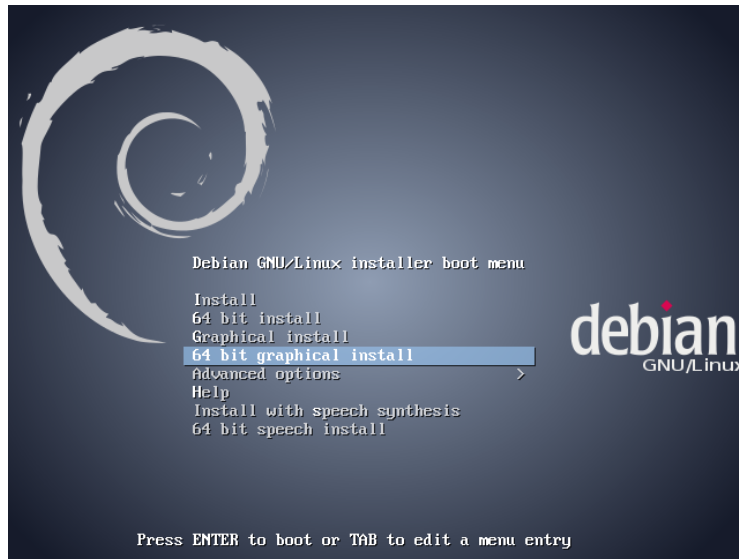 Debian GNU/Linux installer boot menu
Install
64 bit install
Graphical install
64 bit graphical install
Advanced options >
Help
Install with speech synthesis
64 bit speech install
debian
GNU/Linux
Press ENTER to boot or TAB to edit a menu entry